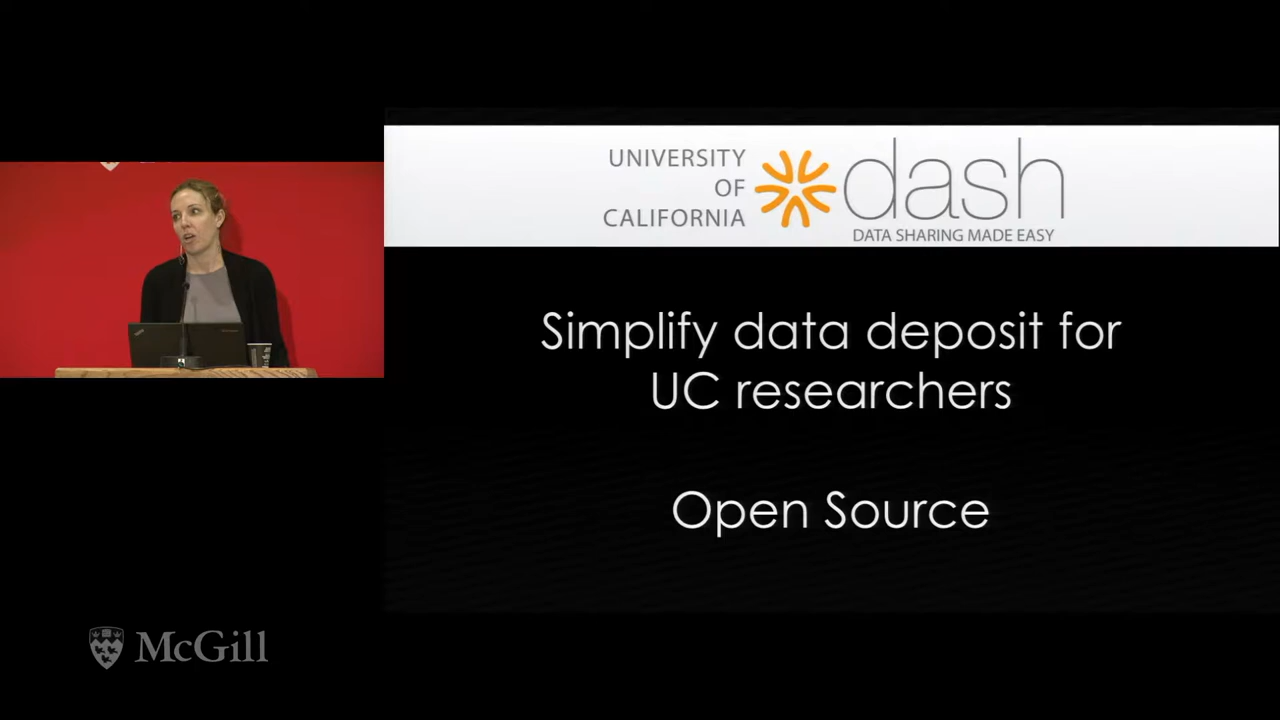 UNIVERSITY
OF
CALIFORNIA
dash
DATA SHARING MADE EASY
Simplify data deposit for
UC researchers
Open Source
McGill